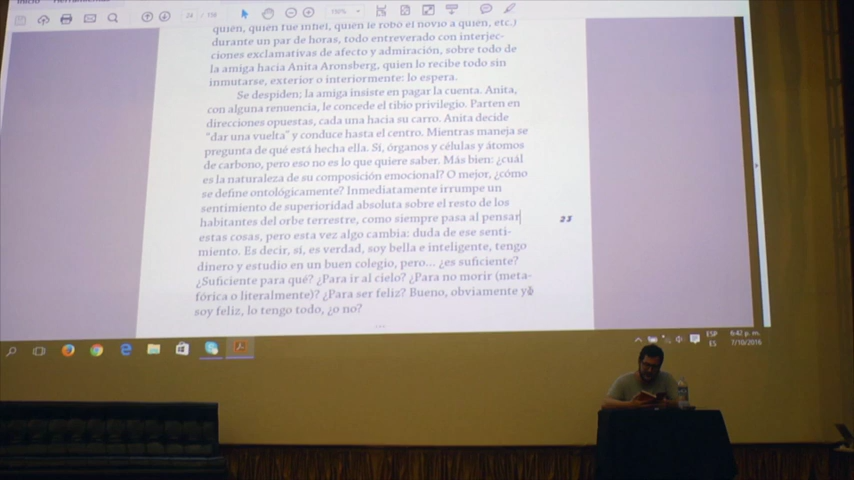 Inicio
24 / 158
150%
quién, quién fue infiel, quién le robó el novio a quién, etc.)
durante un par de horas, todo entreverado con interjec-
ciones exclamativas de afecto y admiración, sobre todo de
la amiga hacia Anita Aronsberg, quien lo recibe todo sin
inmutarse, exterior o interiormente: lo espera.
Se despiden; la amiga insiste en pagar la cuenta. Anita,
con alguna renuencia, le concede el tibio privilegio. Parten en
direcciones opuestas, cada una hacia su carro. Anita decide
"dar una vuelta" y conduce hasta el centro. Mientras maneja se
pregunta de qué está hecha ella. Sí, órganos y células y átomos
de carbono, pero eso no es lo que quiere saber. Más bien: ¿cuál
es la naturaleza de su composición emocional? O mejor, ¿cómo
se define ontológicamente? Inmediatamente irrumpe un
sentimiento de superioridad absoluta sobre el resto de los
habitantes del orbe terrestre, como siempre pasa al pensar
estas cosas, pero esta vez algo cambia: duda de ese senti-
miento. Es decir, sí, es verdad, soy bella e inteligente, tengo
dinero y estudio en un buen colegio, pero... ¿es suficiente?
¿Suficiente para qué? ¿Para ir al cielo? ¿Para no morir (meta-
fórica o literalmente)? ¿Para ser feliz? Bueno, obviamente yo
soy feliz, lo tengo todo, ¿o no?
23
ESP
ES
6:42 p. m.
7/10/2016